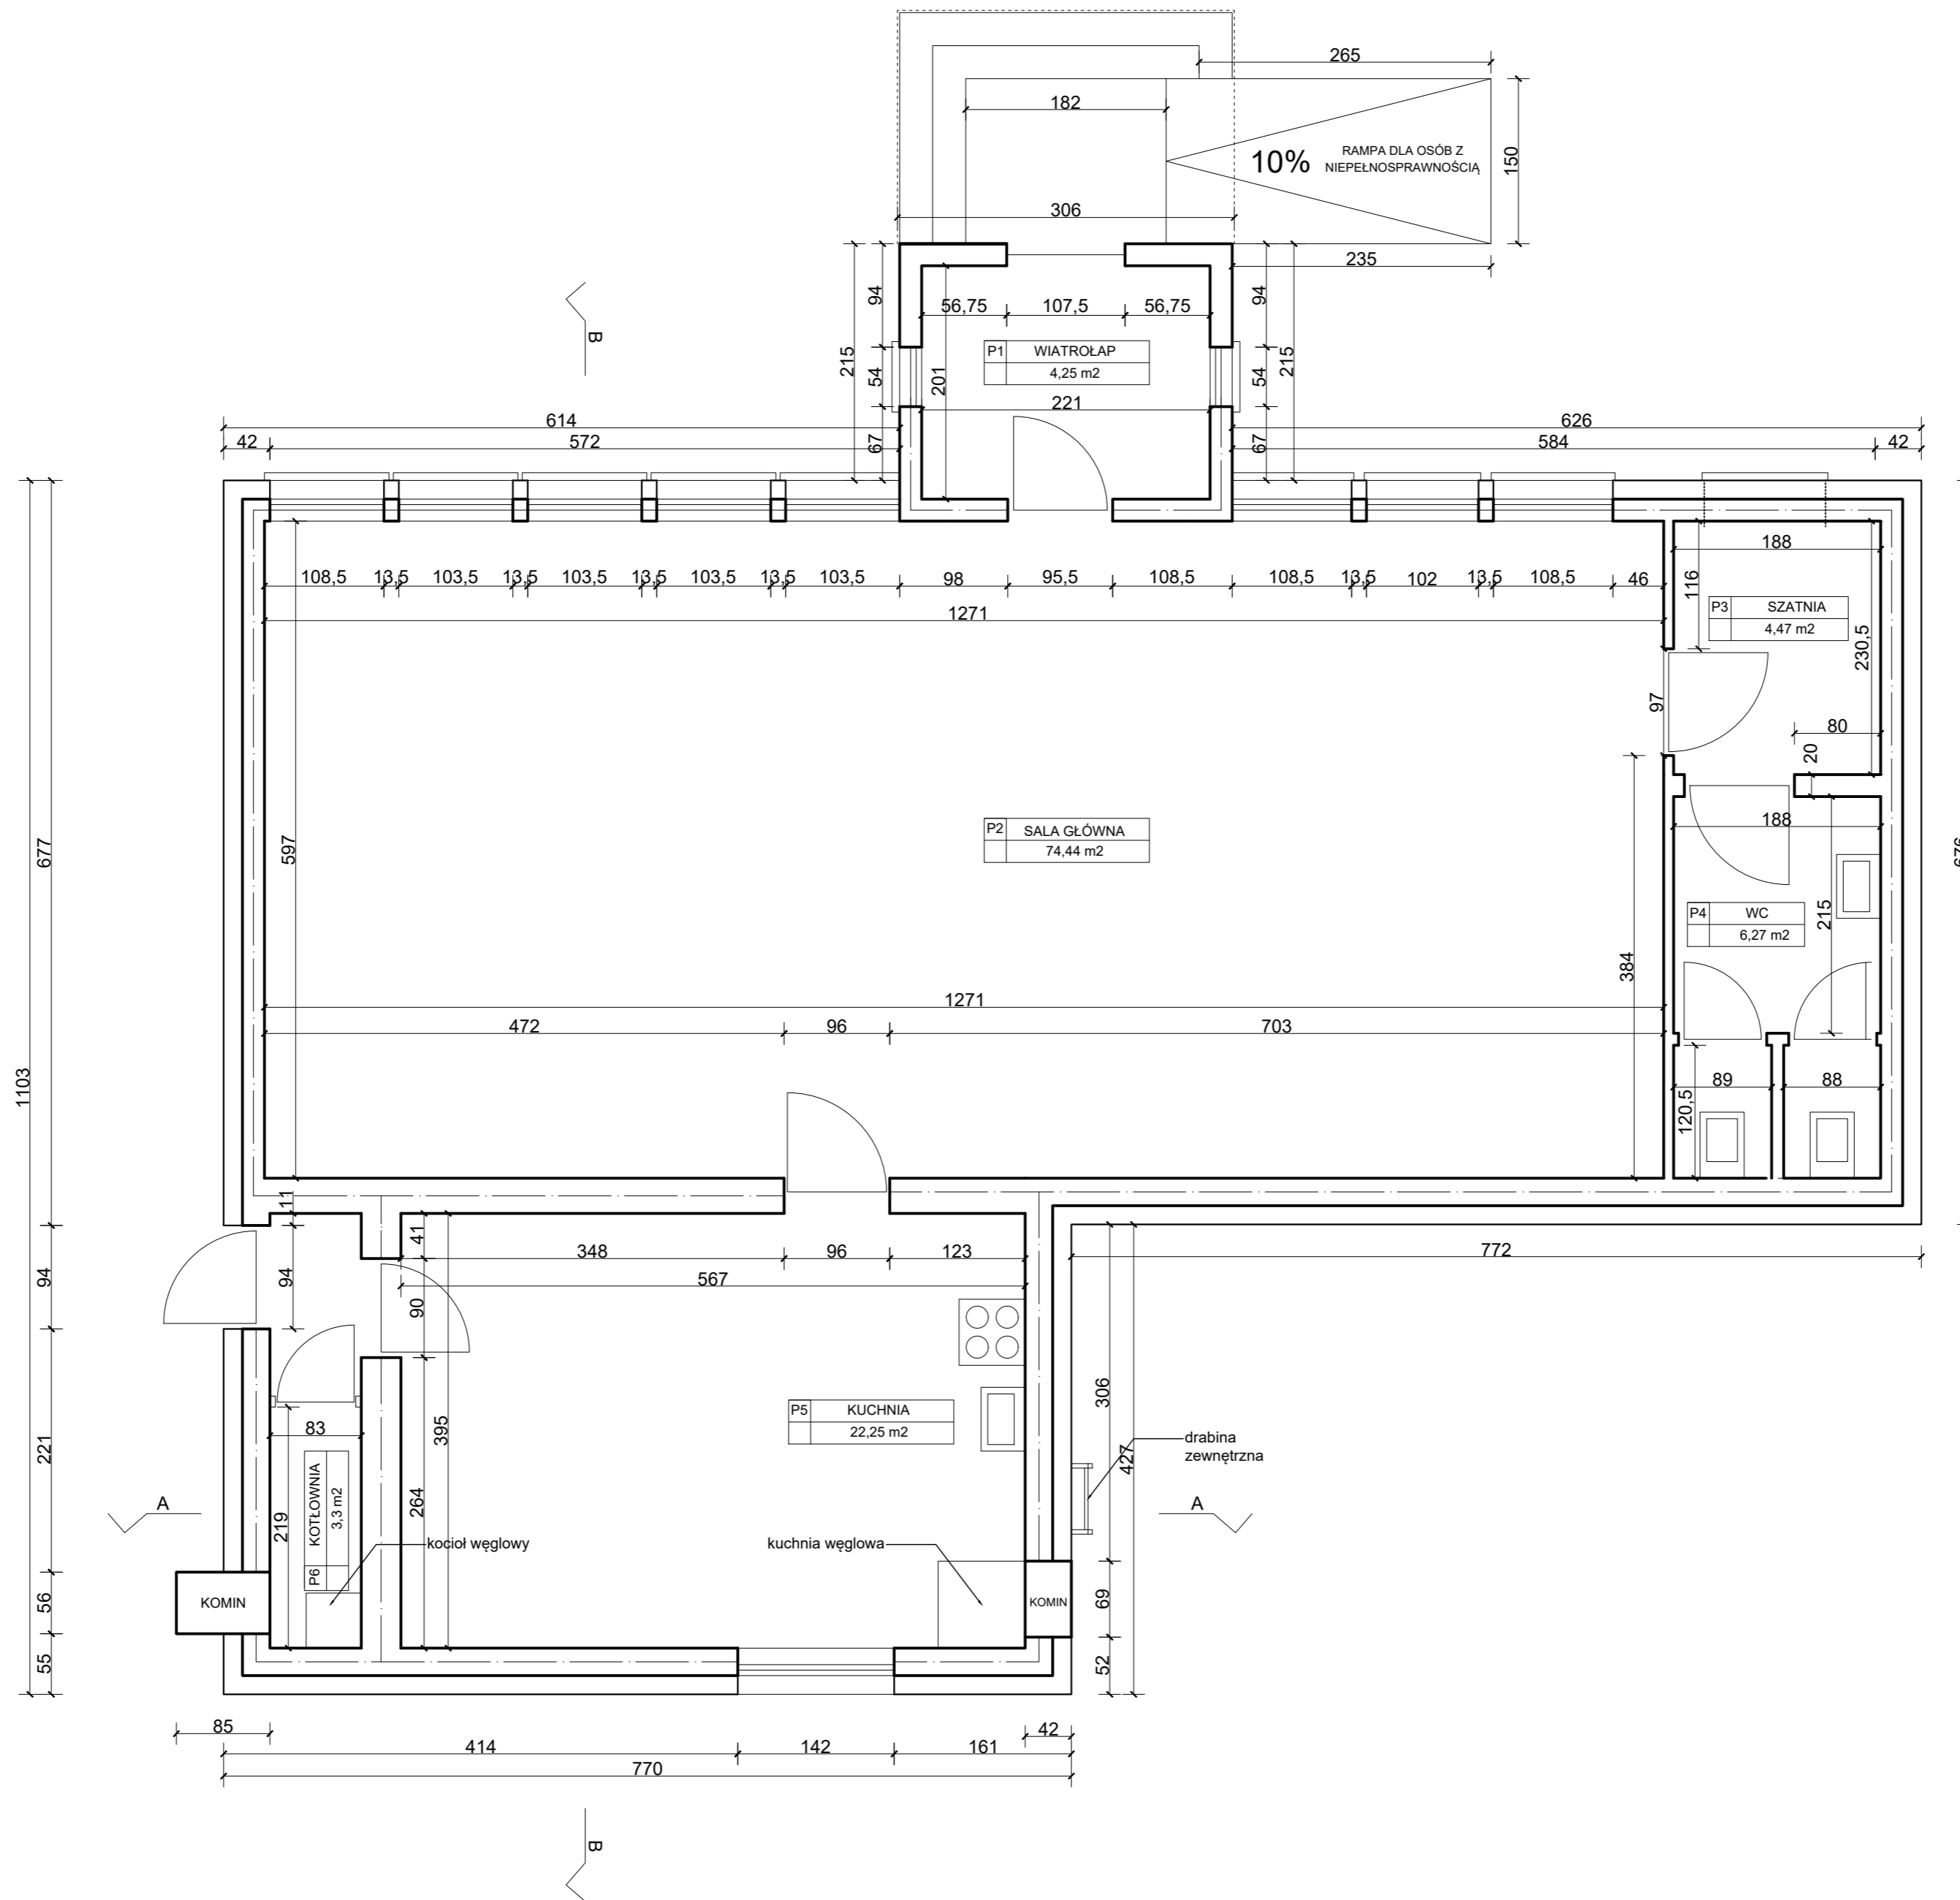 265
182
10%
RAMPA DLA OSÓB Z
NIEPEŁNOSPRAWNOŚCIĄ
150
306
235
B
94
94
56,75 107,5 56,75
215
54
201
P1 WIATROŁAP
4,25 m2
54
215
221
614
626
42 572
67
67
584 42
188
108,5 13,5 103,5 13,5 103,5 13,5 103,5 13,5 103,5 98 95,5 108,5 108,5 13,5 102 13,5 108,5 46
116
P3 SZATNIA
4,47 m2
1271
230,5
97
80
20
677
597
P2 SALA GŁÓWNA
74,44 m2
188
676
P4 WC
6,27 m2
215
384
1271
472 96 703
1103
89 88
120,5
11
41
348 96 123
772
94
94
567
90
306
P5 KUCHNIA
22,25 m2
83
395
221
427
drabina
zewnętrzna
A
219
P6 KOTŁOWNIA
3,3 m2
264
A
kocioł węglowy
kuchnia węglowa
56
KOMIN
KOMIN
69
55
52
85
42
414 142 161
770
B